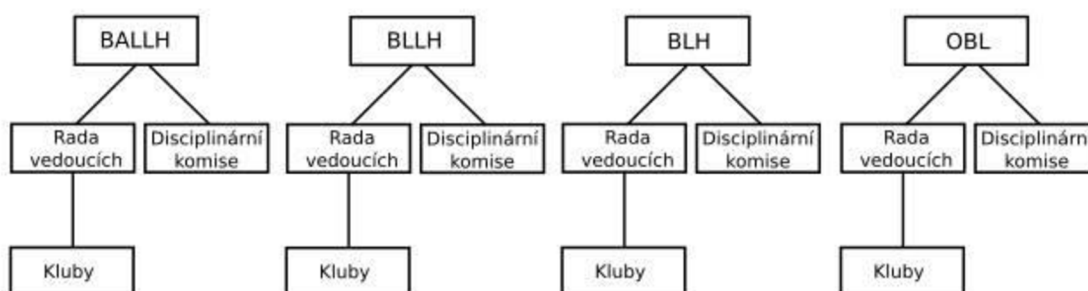 BALLH
BLLH
BLH
OBL
Rada
vedoucích
Disciplinární
komise
Rada
vedoucích
Disciplinární
komise
Rada
vedoucích
Disciplinární
komise
Rada
vedoucích
Disciplinární
komise
Kluby
Kluby
Kluby
Kluby